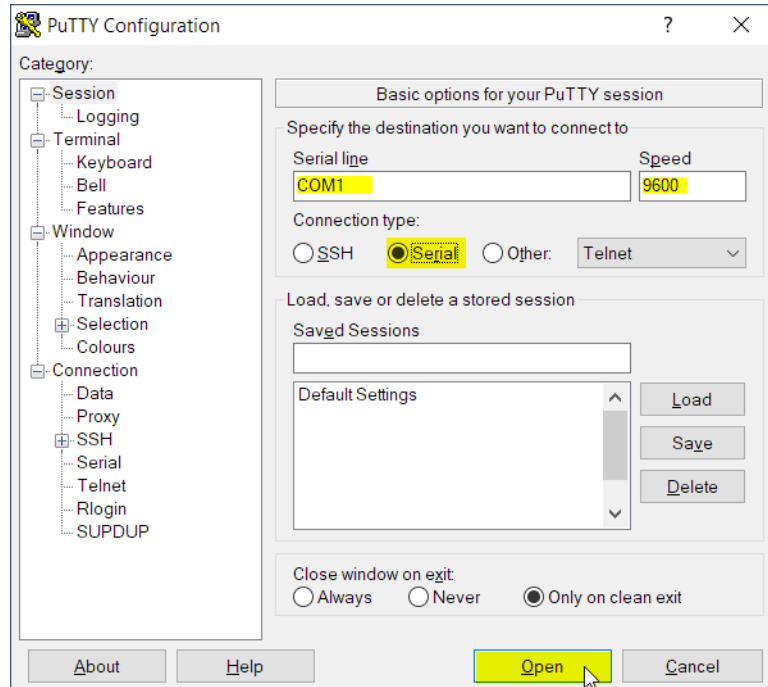 PuTTY Configuration
Category:
Session
Logging
Terminal
Keyboard
Bell
Features
Window
Appearance
Behaviour
Translation
Selection
Colours
Connection
Data
Proxy
SSH
Serial
Telnet
Rlogin
SUPDUP
Basic options for your PuTTY session
Specify the destination you want to connect to
Serial line Speed
COM1 9600
Connection type:
SSH Serial Other: Telnet
Load, save or delete a stored session
Saved Sessions
Default Settings
Load
Save
Delete
Close window on exit:
Always Never Only on clean exit
About Help Open Cancel